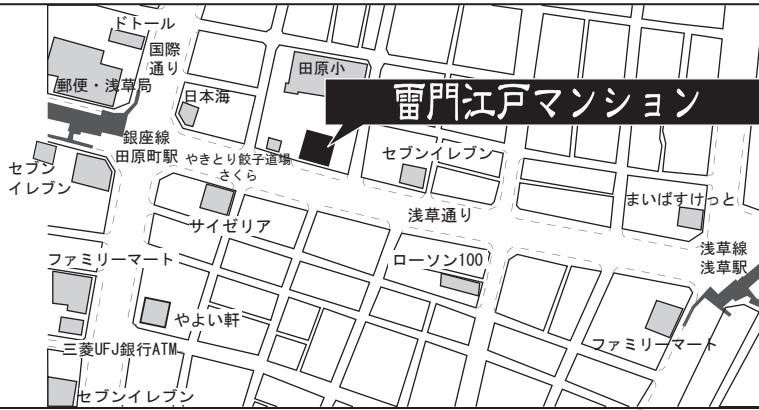 ドトール
国際
通り
郵便・浅草局
日本海
田原小
雷門江戸マンション
銀座線
田原町駅
やきとり餃子道場
さくら
セブンイレブン
セブン
イレブン
サイゼリア
浅草通り
まいばすけっと
浅草線
浅草駅
ファミリーマート
ローソン100
やよい軒
三菱UFJ銀行ATM
ファミリーマート
セブンイレブン